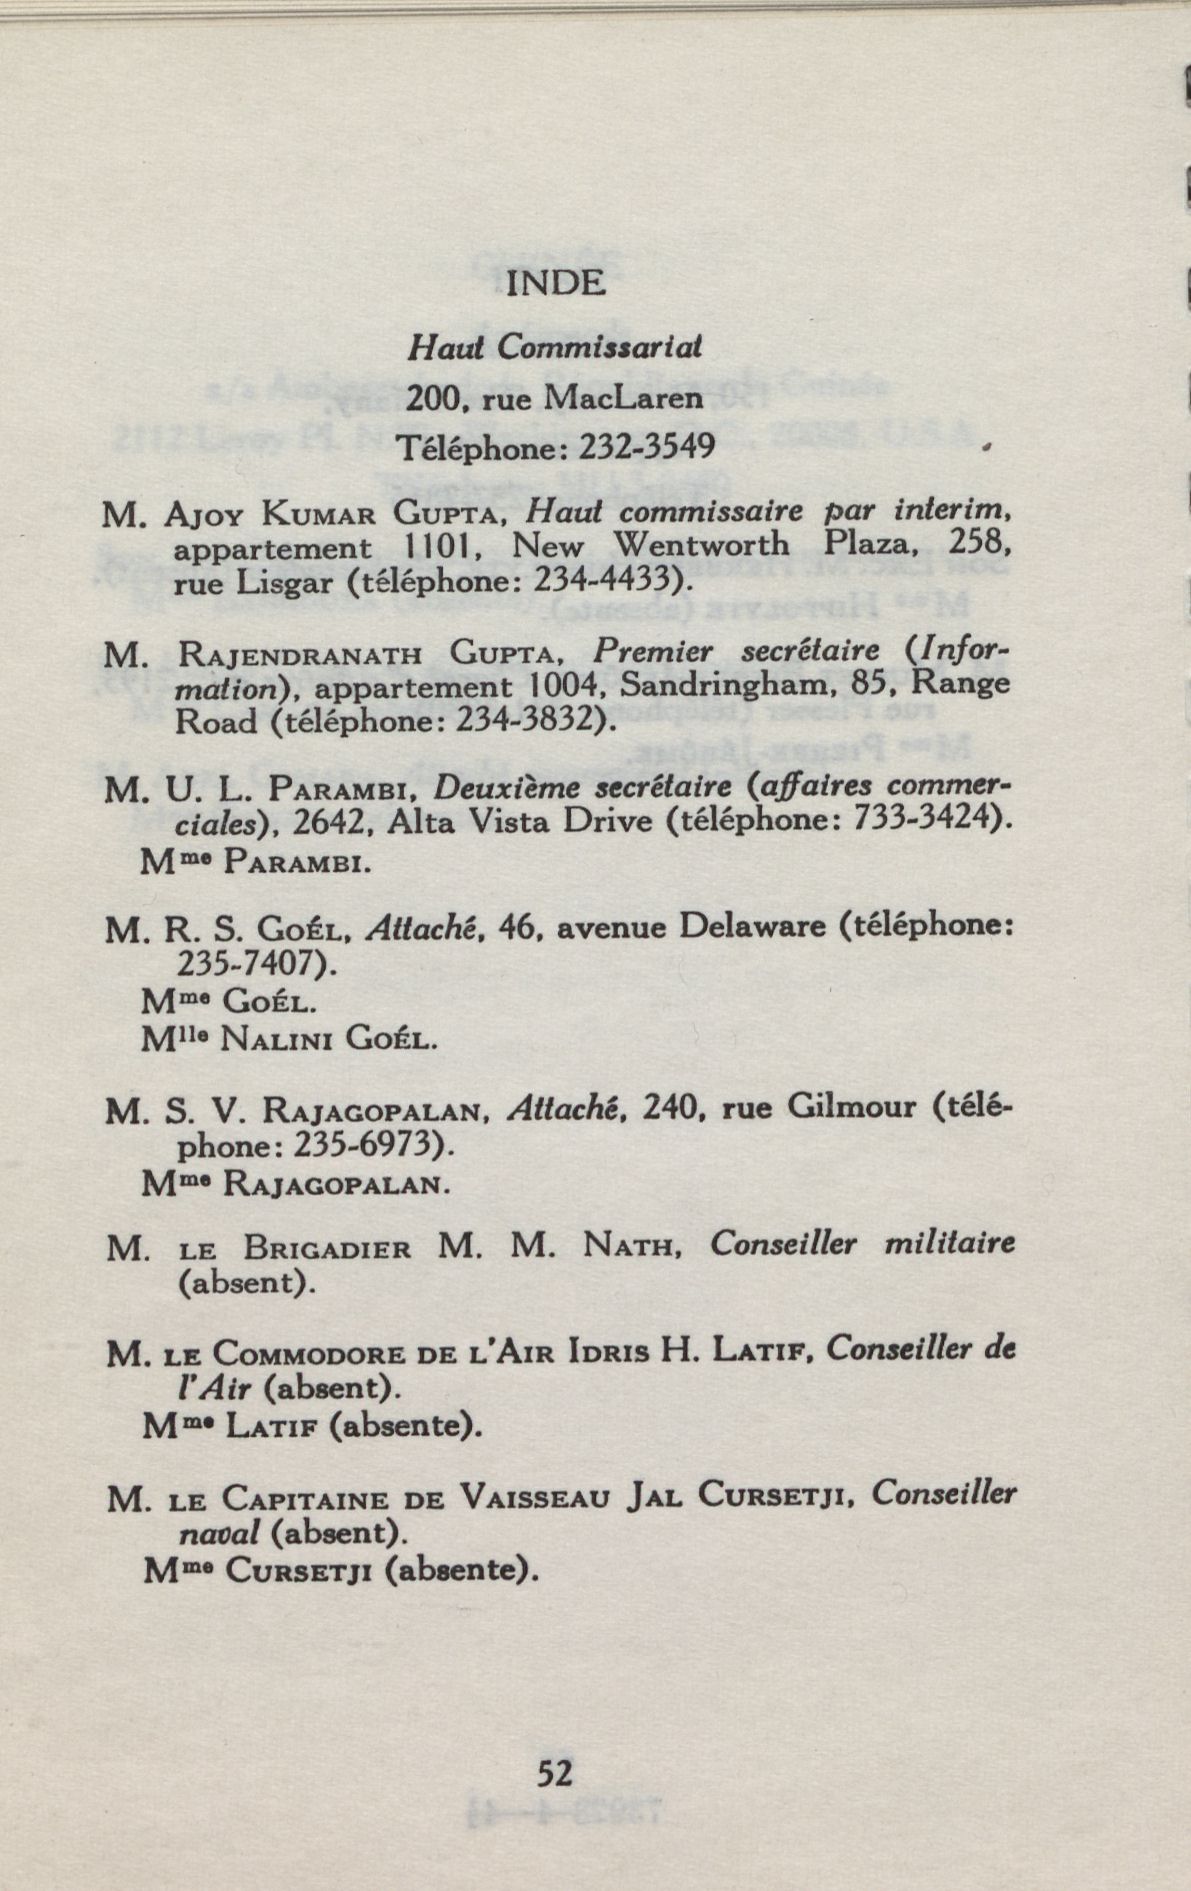 INDE
Haut Commissariat
200, rue MacLaren
Téléphone: 232-3549
M. Ajoy Kumar Gupta, Haut commissaire par interim,
appartement 1101, New Wentworth Plaza, 258,
rue Lisgar (téléphone: 234-4433).
M. Rajendranath Gupta, Premier secrétaire (Infor-
mation), appartement 1004, Sandringham, 85, Range
Road (téléphone: 234-3832).
M. U. L. Parambi, Deuxième secrétaire (affaires commer-
ciales), 2642, Alta Vista Drive (téléphone: 733-3424).
Mme Parambi.
M. R. S. Goél, Attaché, 46, avenue Delaware (téléphone:
235-7407).
Mme Goél.
Mlle Nalini Goél.
M. S. V. Rajagopalan, Attaché, 240, rue Gilmour (télé-
phone: 235-6973).
Mme Rajagopalan.
M. le Brigadier M. M. Nath, Conseiller militaire
(absent).
M. le Commodore de l'Air Idris H. Latif, Conseiller de
l'Air (absent).
Mme Latif (absente).
M. le Capitaine de Vaisseau Jal Cursetji, Conseiller
naval (absent).
Mme Cursetji (absente).
52